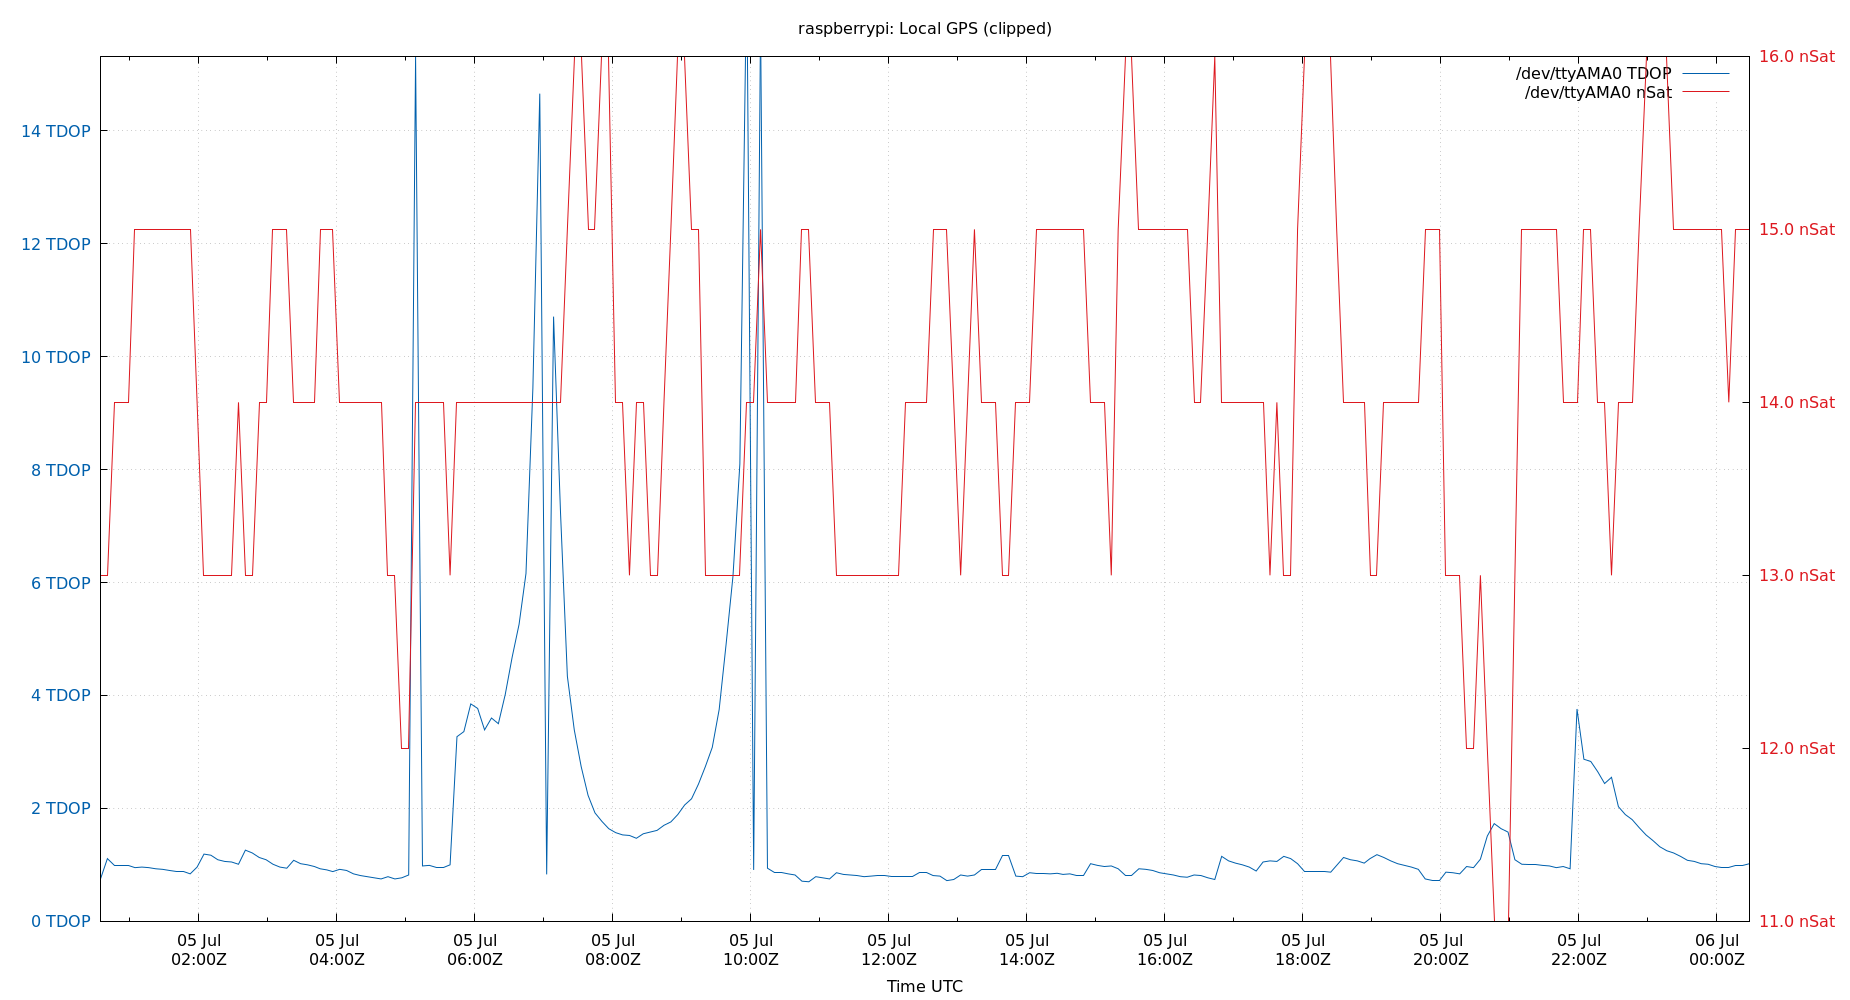 raspberrypi: Local GPS (clipped)
/dev/ttyAMA0 TDOP
/dev/ttyAMA0 nSat
14 TDOP
12 TDOP
10 TDOP
8 TDOP
6 TDOP
4 TDOP
2 TDOP
0 TDOP
16.0 nSat
15.0 nSat
14.0 nSat
13.0 nSat
12.0 nSat
11.0 nSat
05 Jul
02:00Z
05 Jul
04:00Z
05 Jul
06:00Z
05 Jul
08:00Z
05 Jul
10:00Z
05 Jul
12:00Z
05 Jul
14:00Z
05 Jul
16:00Z
05 Jul
18:00Z
05 Jul
20:00Z
05 Jul
22:00Z
06 Jul
00:00Z
Time UTC